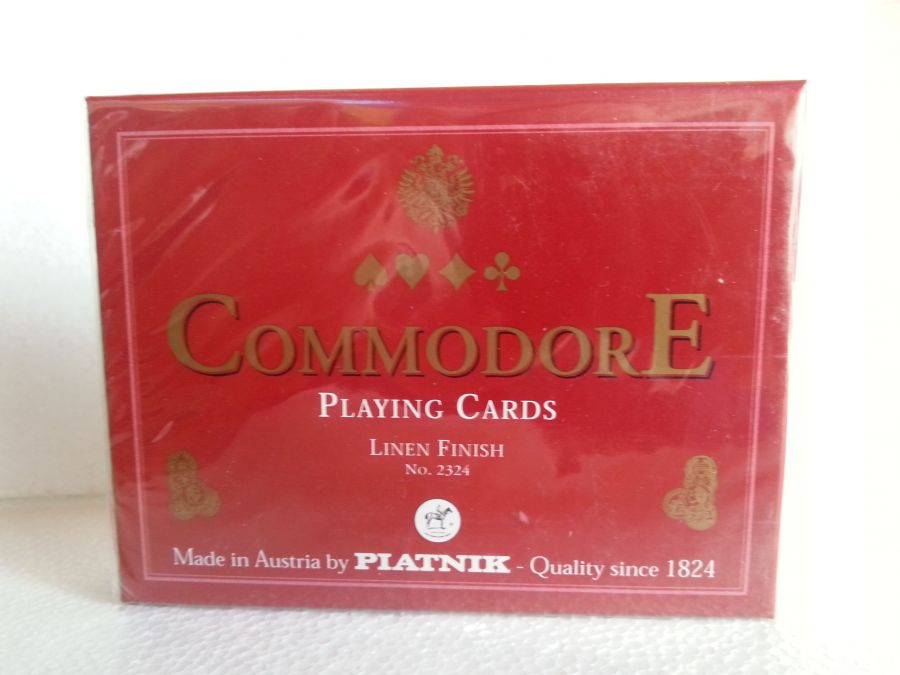 COMMODORE
PLAYING CARDS
LINEN FINISH
No. 2324
Made in Austria by PIATNIK - Quality since 1824